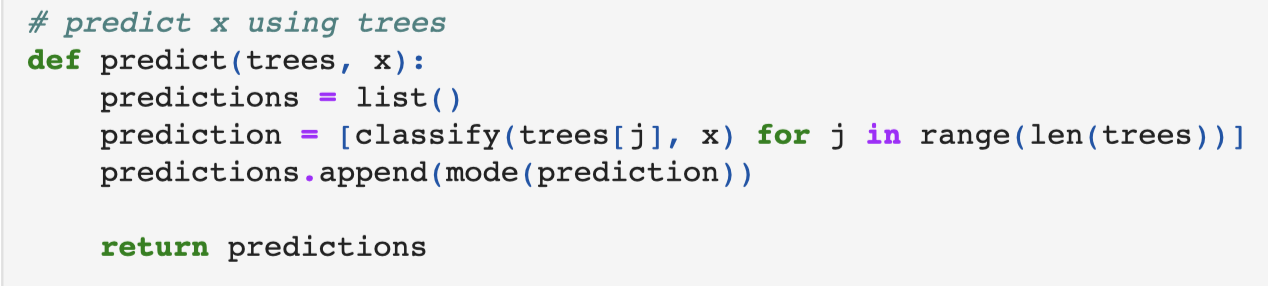 # predict x using trees
def predict(trees, x):
    predictions = list()
    prediction = [classify(trees[j], x) for j in range(len(trees))]
    predictions.append(mode(prediction))

    return predictions